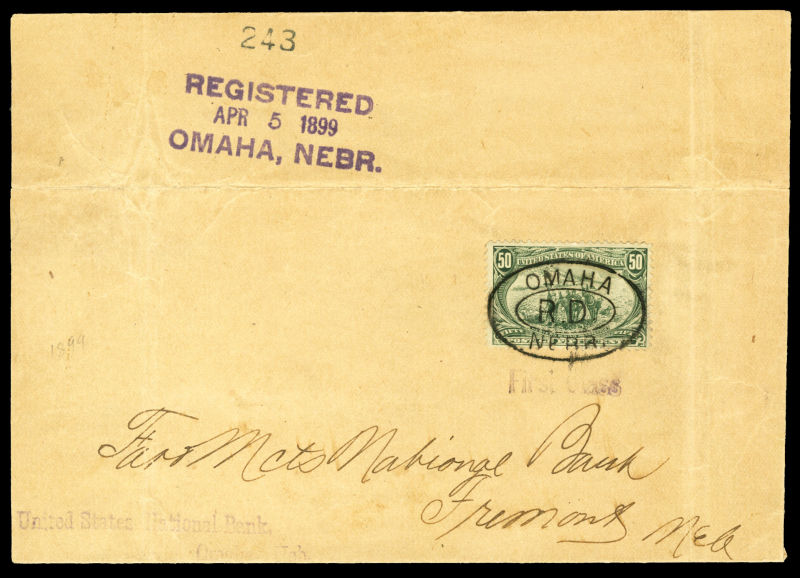 243
REGISTERED
APR 5 1899
OMAHA, NEBR.
50 UNITED STATES OF AMERICA 50
OMAHA
R.D.
NEBR.
First Class
1899
Far & Mcts National Bank
Fremont Neb
United States National Bank,
Omaha, Neb.